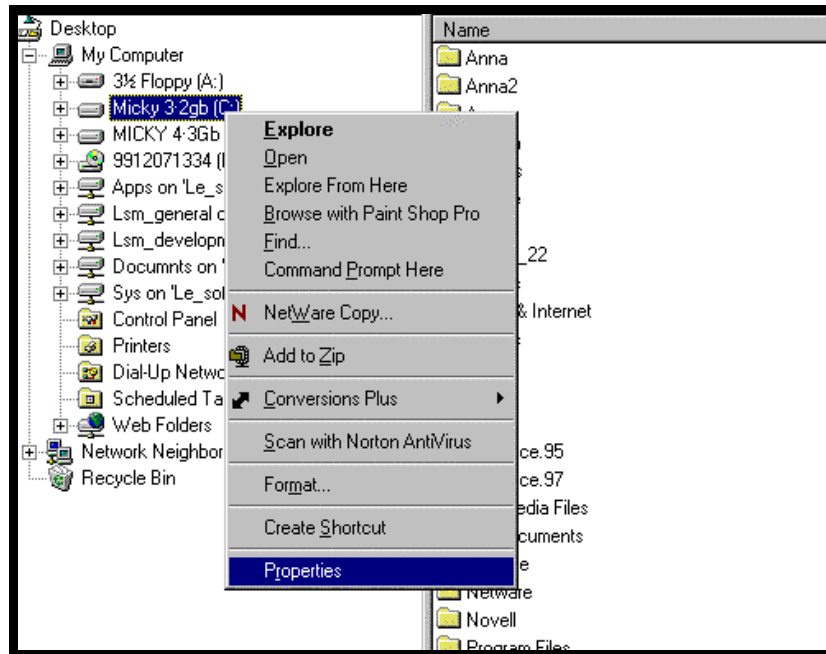 Desktop
My Computer
3½ Floppy (A:)
Micky 3·2gb (C:)
MICKY 4·3Gb
9912071334 (
Apps on 'Le_s
Lsm_general
Lsm_developm
Documnts on '
Sys on 'Le_sol
Control Panel
Printers
Dial-Up Netwo
Scheduled Ta
Web Folders
Network Neighbor
Recycle Bin
Explore
Open
Explore From Here
Browse with Paint Shop Pro
Find...
Command Prompt Here
NetWare Copy...
Add to Zip
Conversions Plus
Scan with Norton AntiVirus
Format...
Create Shortcut
Properties
Name
Anna
Anna2
_22
& Internet
ce.95
ce.97
edia Files
cuments
e
Netware
Novell
Program Files